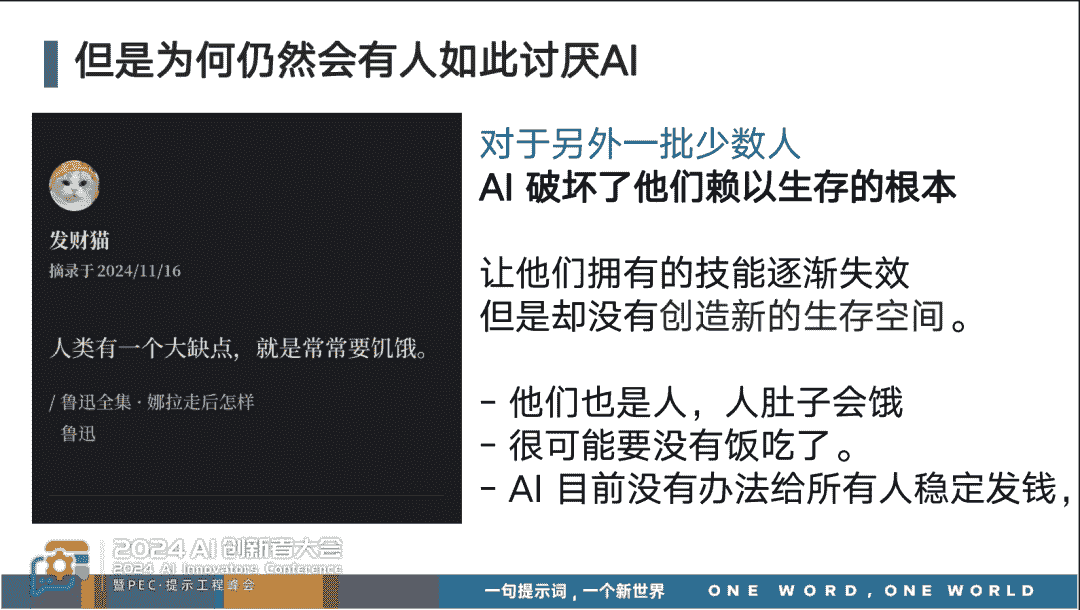 但是为何仍然会有人如此讨厌AI
发财猫
摘录于2024/11/16
人类有一个大缺点，就是常常要饥饿。
/ 鲁迅全集·娜拉走后怎样
鲁迅
对于另外一批少数人
AI 破坏了他们赖以生存的根本
让他们拥有的技能逐渐失效
但是却没有创造新的生存空间。
- 他们也是人，人肚子会饿
- 很可能要没有饭吃了。
- AI 目前没有办法给所有人稳定发钱，
2024 AI 创新者大会
2024 AI Innovators Conference
暨PEC·提示工程峰会
一句提示词，一个新世界
ONE WORD, ONE WORLD